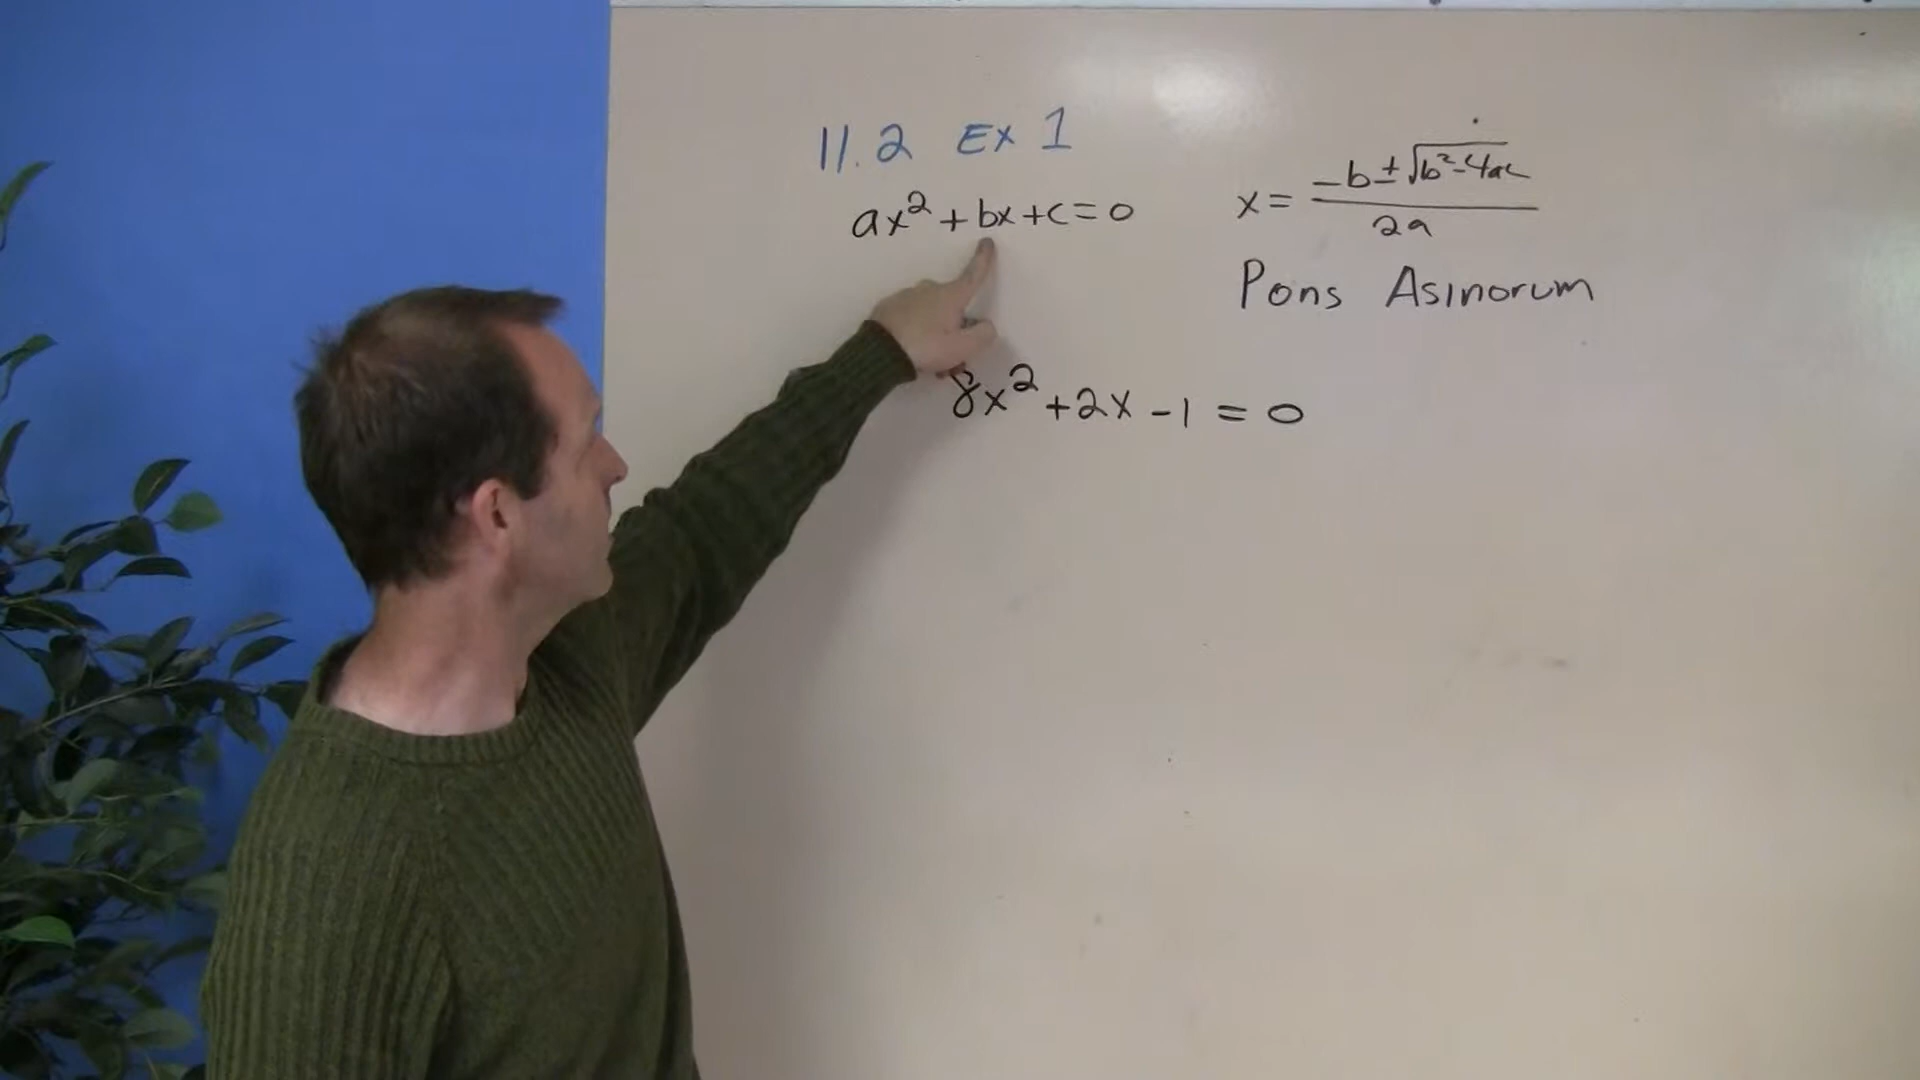 11.2 Ex 1
ax² + bx + c = 0
x = -b ± √b² - 4ac / 2a
Pons Asinorum
8x² + 2x - 1 = 0